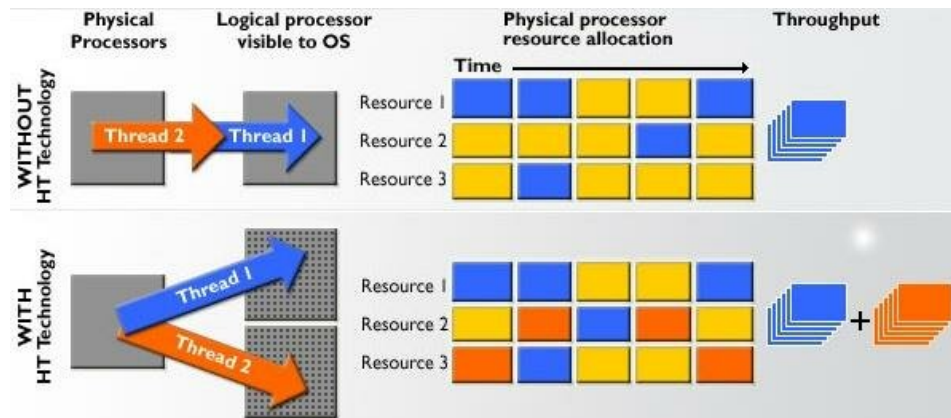 Physical
Processors
Logical processor
visible to OS
Physical processor
resource allocation
Throughput
Time
WITHOUT
HT Technology
Thread 2
Thread 1
Resource 1
Resource 2
Resource 3
WITH
HT Technology
Thread 1
Thread 2
Resource 1
Resource 2
Resource 3
+